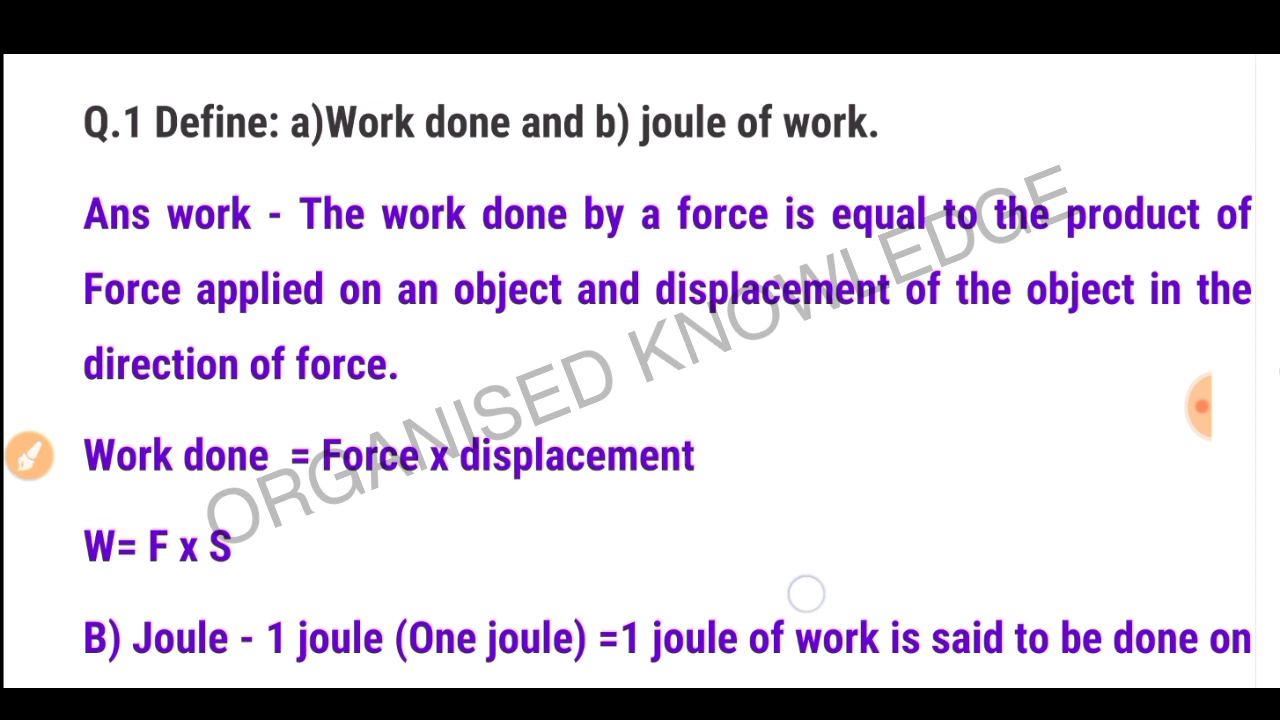 Q.1 Define: a)Work done and b) joule of work.
Ans work - The work done by a force is equal to the product of
Force applied on an object and displacement of the object in the
direction of force.
Work done = Force x displacement
W= F x S
B) Joule - 1 joule (One joule) =1 joule of work is said to be done on
ORGANISED KNOWLEDGE